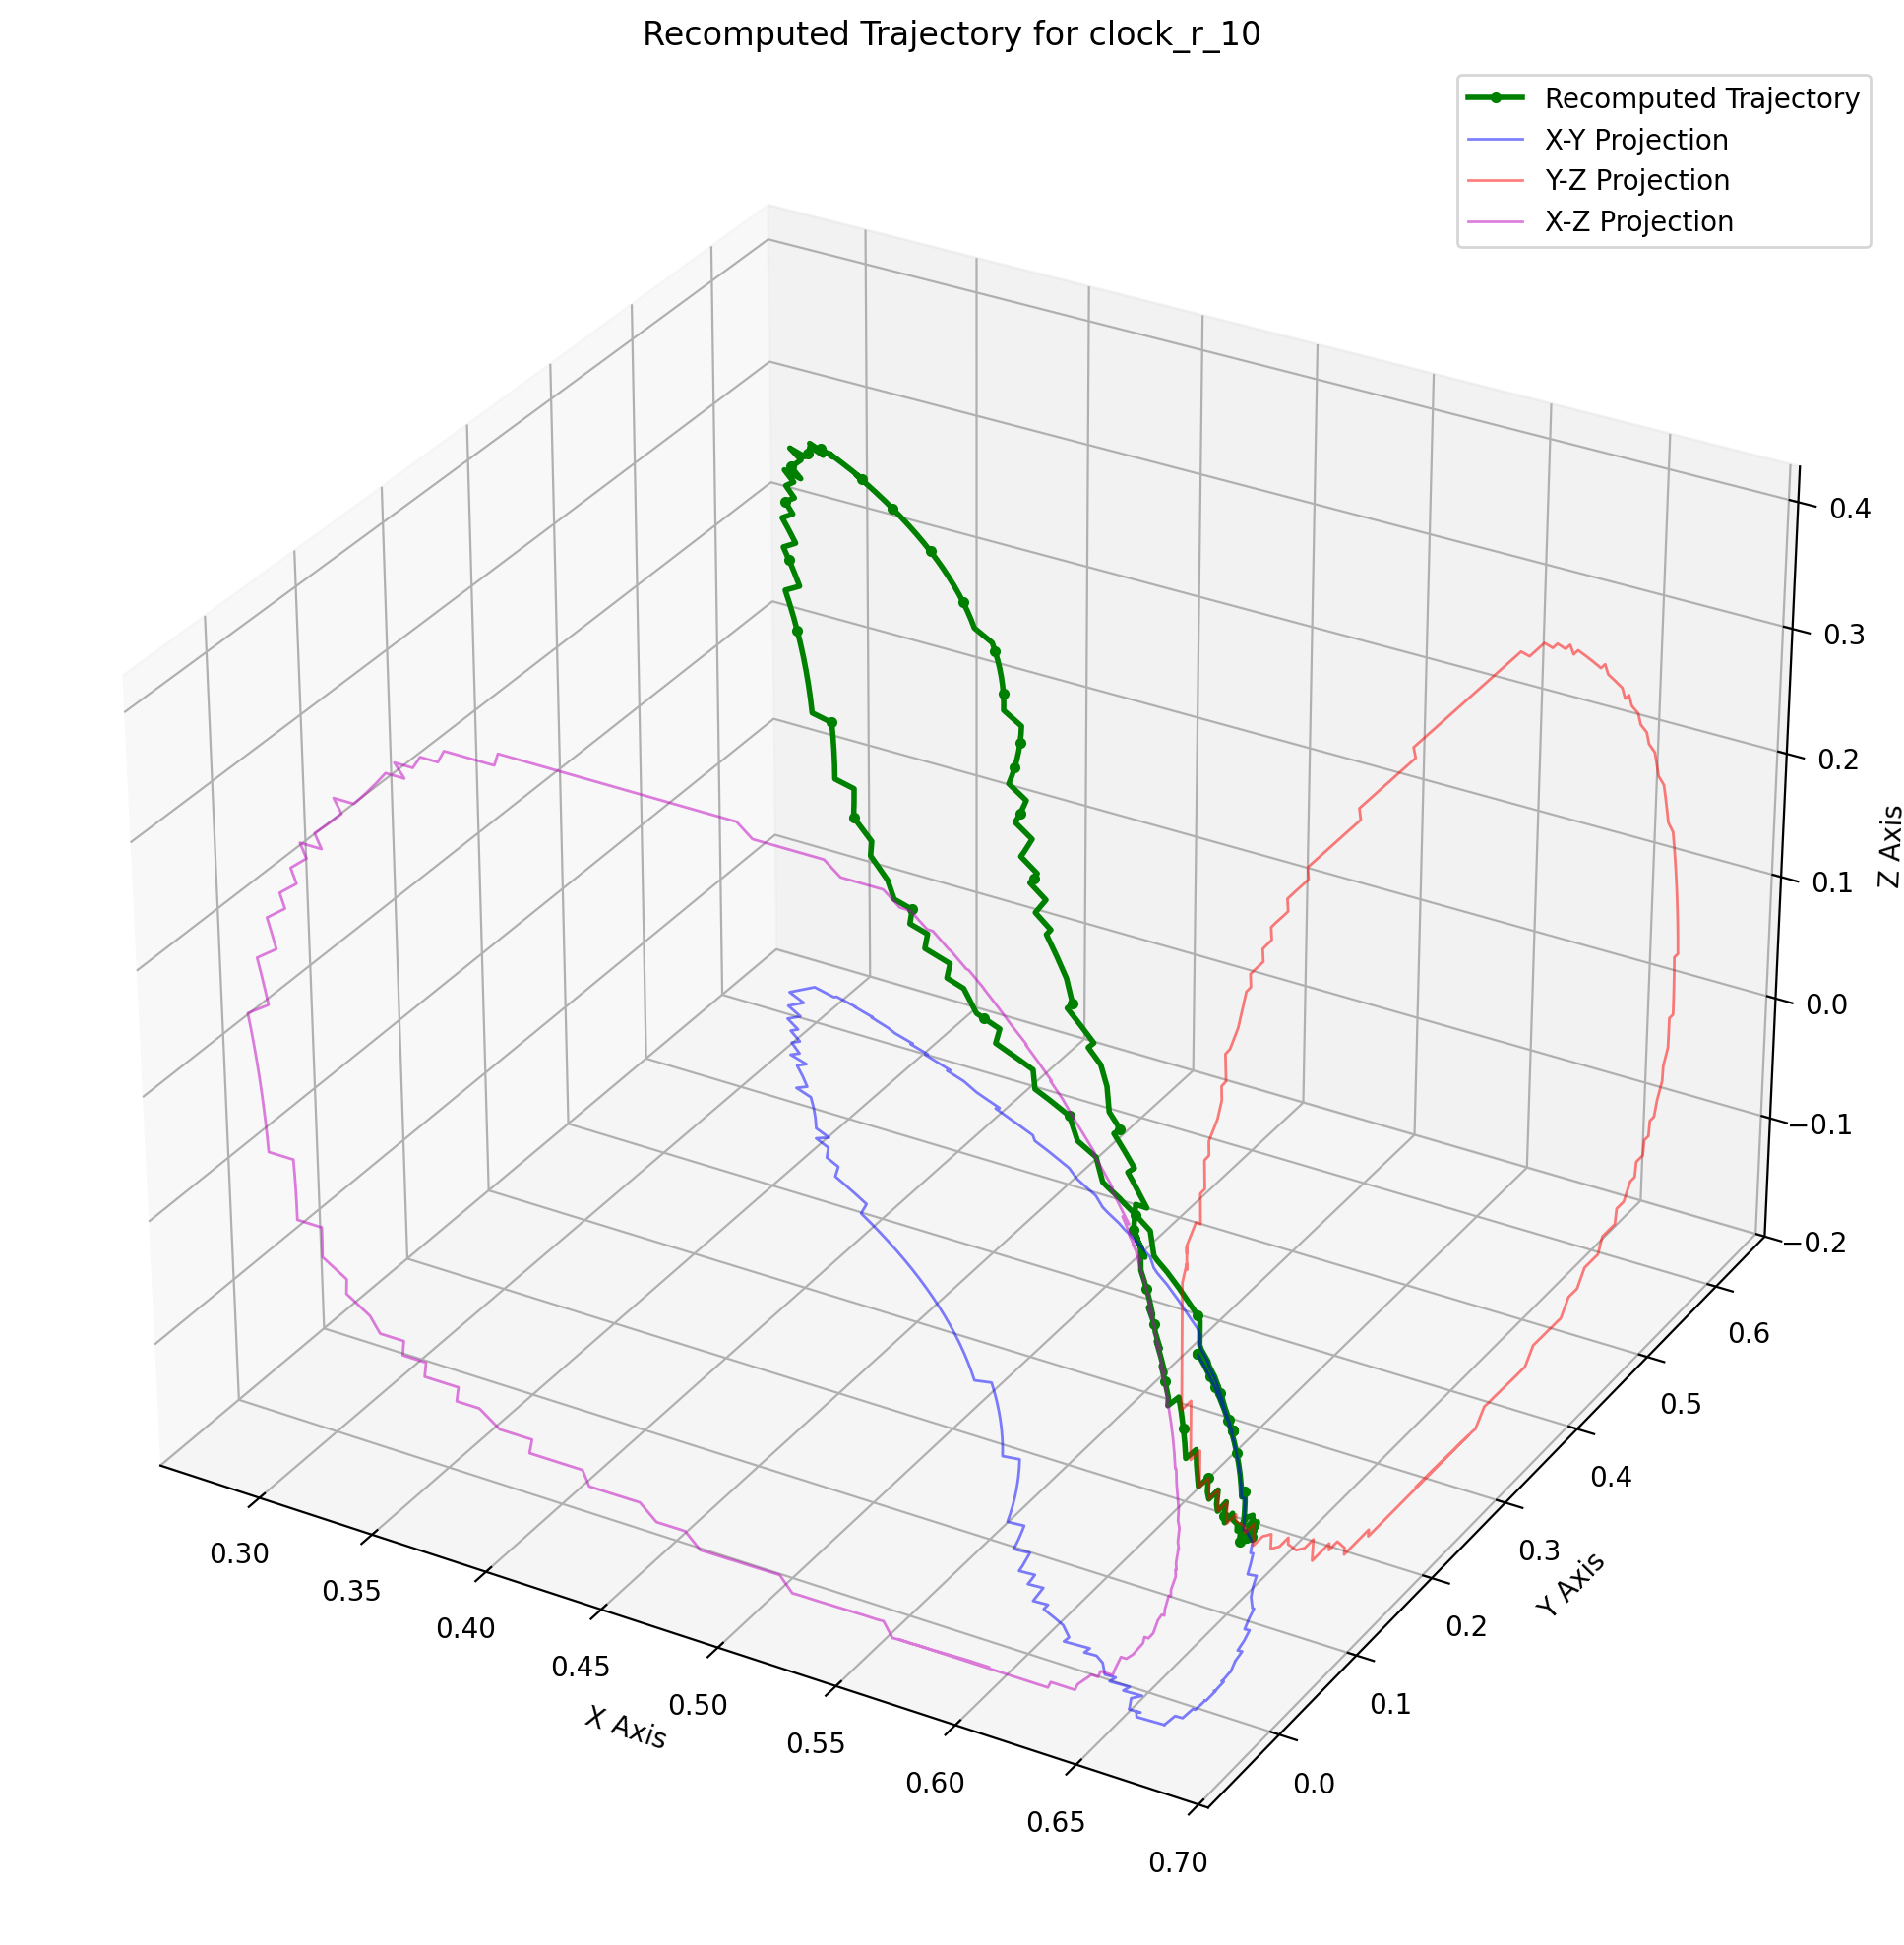 Recomputed Trajectory for clock_r_10
Recomputed Trajectory
X-Y Projection
Y-Z Projection
X-Z Projection
0.4
0.3
0.2
0.1
0.0
−0.1
−0.2
Z Axis
0.6
0.5
0.4
0.3
0.2
0.1
0.0
Y Axis
0.30
0.35
0.40
0.45
0.50
0.55
0.60
0.65
0.70
X Axis